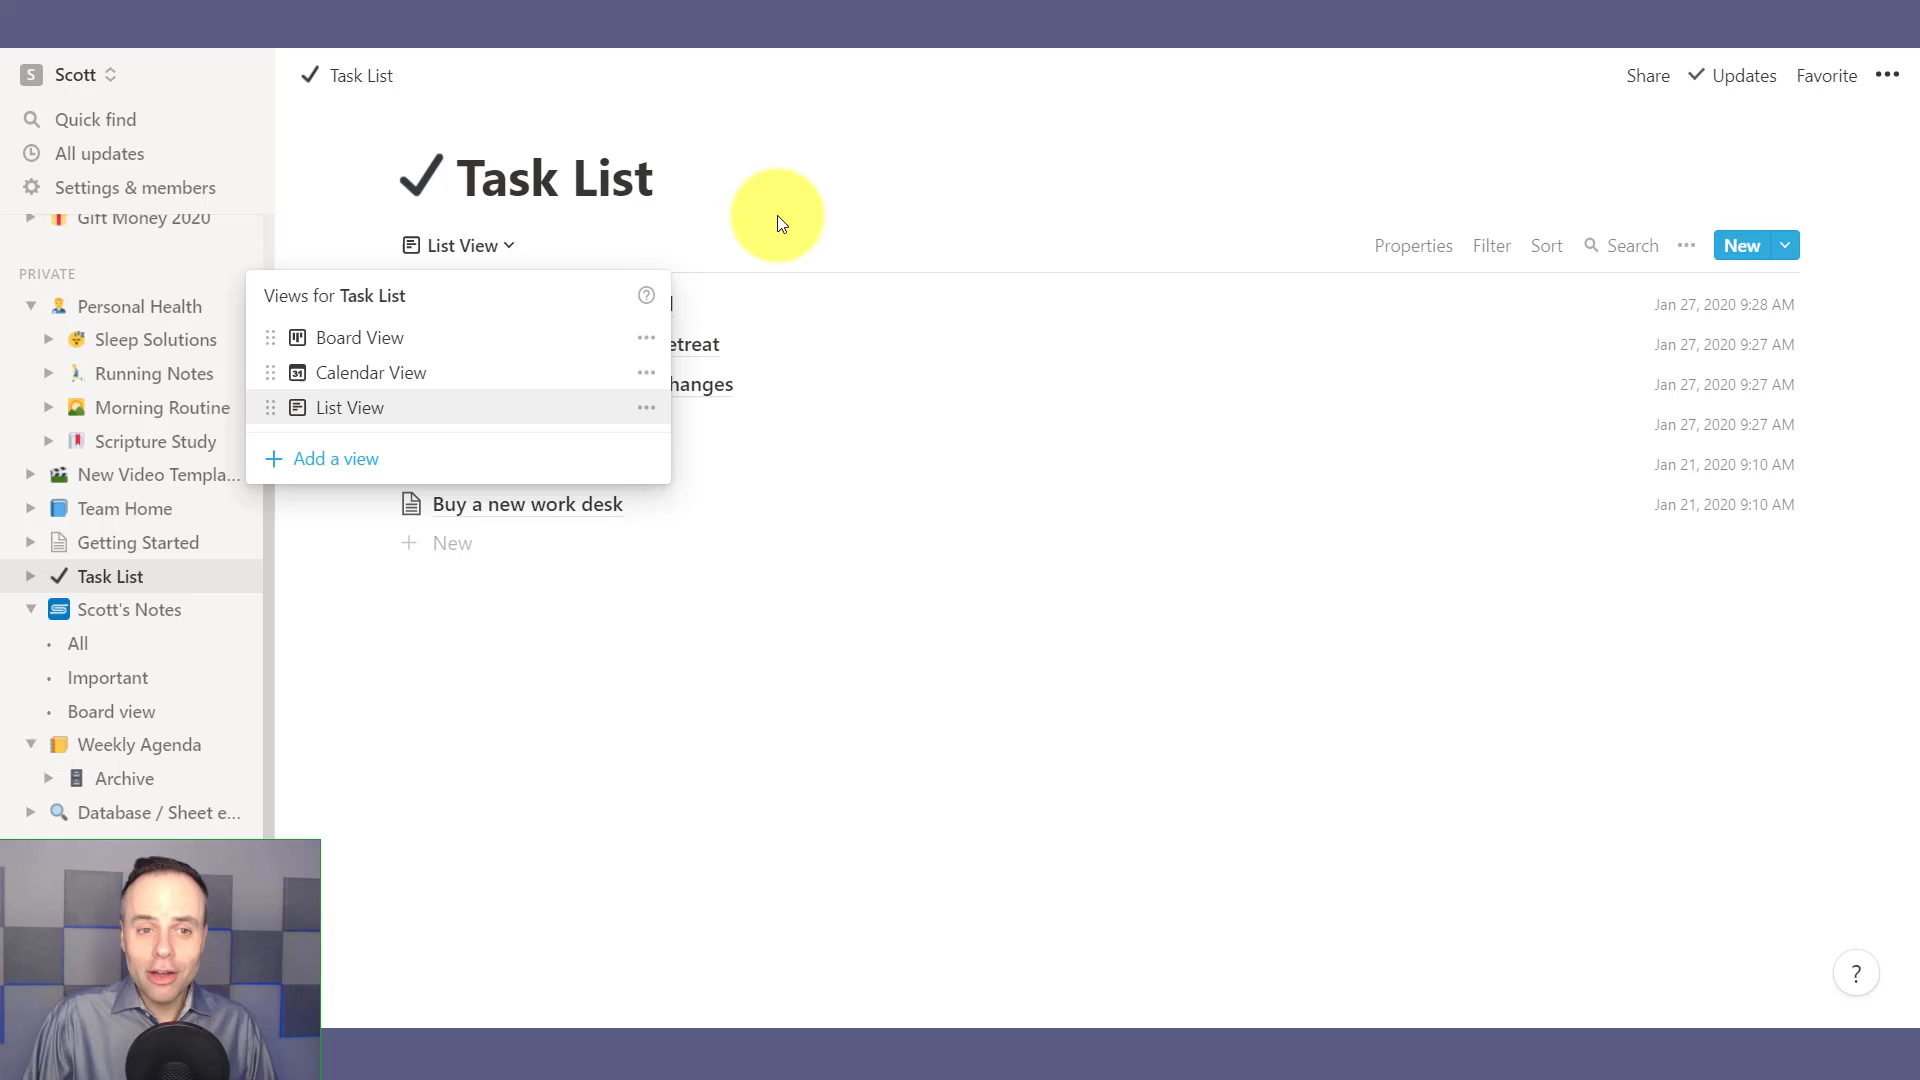 S Scott
Quick find
All updates
Settings & members
Gift Money 2020
PRIVATE
Personal Health
Sleep Solutions
Running Notes
Morning Routine
Scripture Study
New Video Templa...
Team Home
Getting Started
Task List
Scott's Notes
All
Important
Board view
Weekly Agenda
Archive
Database / Sheet e...
Task List
Share
Updates
Favorite
Task List
List View
Properties
Filter
Sort
Search
New
Views for Task List
Board View
31 Calendar View
List View
+ Add a view
Jan 27, 2020 9:28 AM
etreat
Jan 27, 2020 9:27 AM
hanges
Jan 27, 2020 9:27 AM
Jan 27, 2020 9:27 AM
Jan 21, 2020 9:10 AM
Buy a new work desk
Jan 21, 2020 9:10 AM
+ New
?